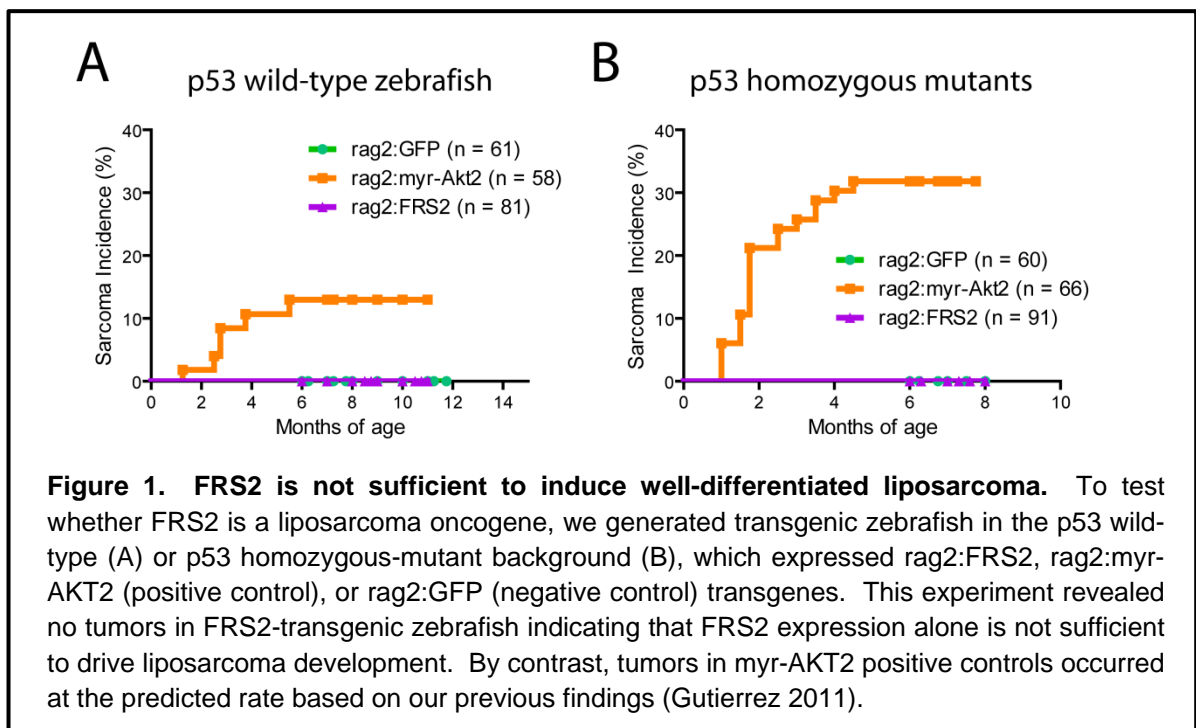 A
p53 wild-type zebrafish
40
30
20
10
0
Sarcoma Incidence (%)
rag2:GFP (n = 61)
rag2:myr-Akt2 (n = 58)
rag2:FRS2 (n = 81)
0 2 4 6 8 10 12 14
Months of age
B
p53 homozygous mutants
40
30
20
10
0
Sarcoma Incidence (%)
rag2:GFP (n = 60)
rag2:myr-Akt2 (n = 66)
rag2:FRS2 (n = 91)
0 2 4 6 8 10
Months of age
Figure 1. FRS2 is not sufficient to induce well-differentiated liposarcoma. To test
whether FRS2 is a liposarcoma oncogene, we generated transgenic zebrafish in the p53 wild-
type (A) or p53 homozygous-mutant background (B), which expressed rag2:FRS2, rag2:myr-
AKT2 (positive control), or rag2:GFP (negative control) transgenes. This experiment revealed
no tumors in FRS2-transgenic zebrafish indicating that FRS2 expression alone is not sufficient
to drive liposarcoma development. By contrast, tumors in myr-AKT2 positive controls occurred
at the predicted rate based on our previous findings (Gutierrez 2011).